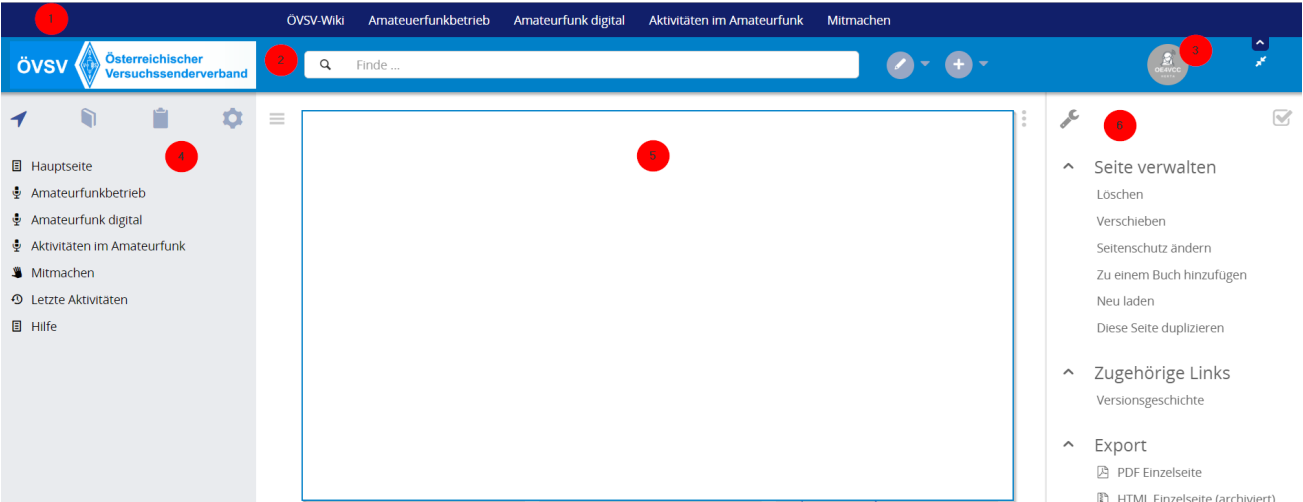 1
ÖVSV-Wiki Amateuerfunkbetrieb Amateurfunk digital Aktivitäten im Amateurfunk Mitmachen
ÖVSV Österreichischer
Versuchssenderverband
2
Finde ...
OE4VCC
3
4
Hauptseite
Amateurfunkbetrieb
Amateurfunk digital
Aktivitäten im Amateurfunk
Mitmachen
Letzte Aktivitäten
Hilfe
5
6
Seite verwalten
Löschen
Verschieben
Seitenschutz ändern
Zu einem Buch hinzufügen
Neu laden
Diese Seite duplizieren
Zugehörige Links
Versionsgeschichte
Export
PDF Einzelseite
HTML Einzelseite (archiviert)